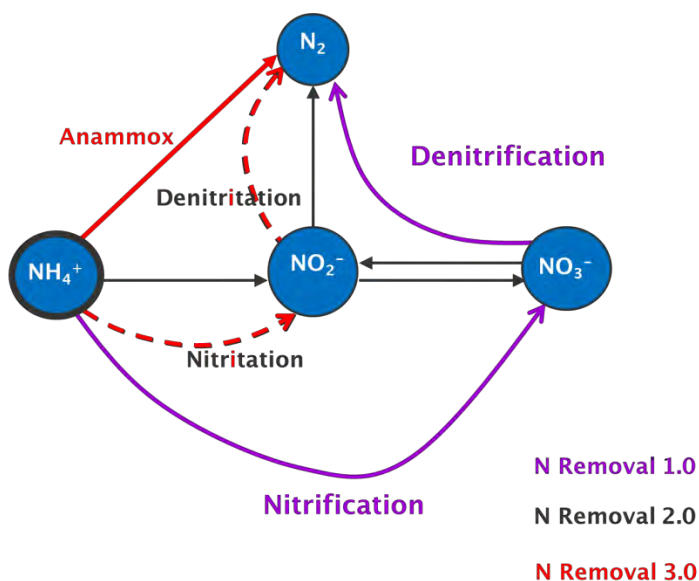 N₂
Anammox
Denitrification
Denitritation
NH₄⁺
NO₂⁻
NO₃⁻
Nitritation
Nitrification
N Removal 1.0
N Removal 2.0
N Removal 3.0